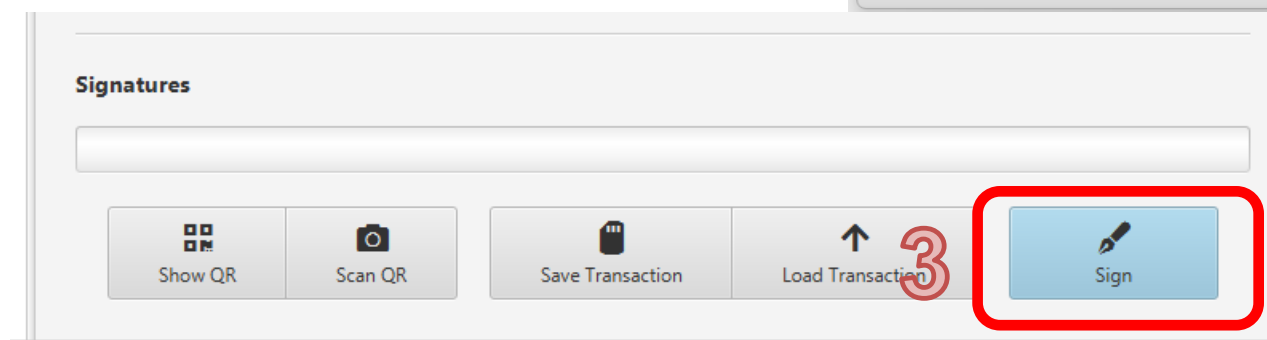 Signatures
Show QR
Scan QR
Save Transaction
Load Transaction
3
Sign